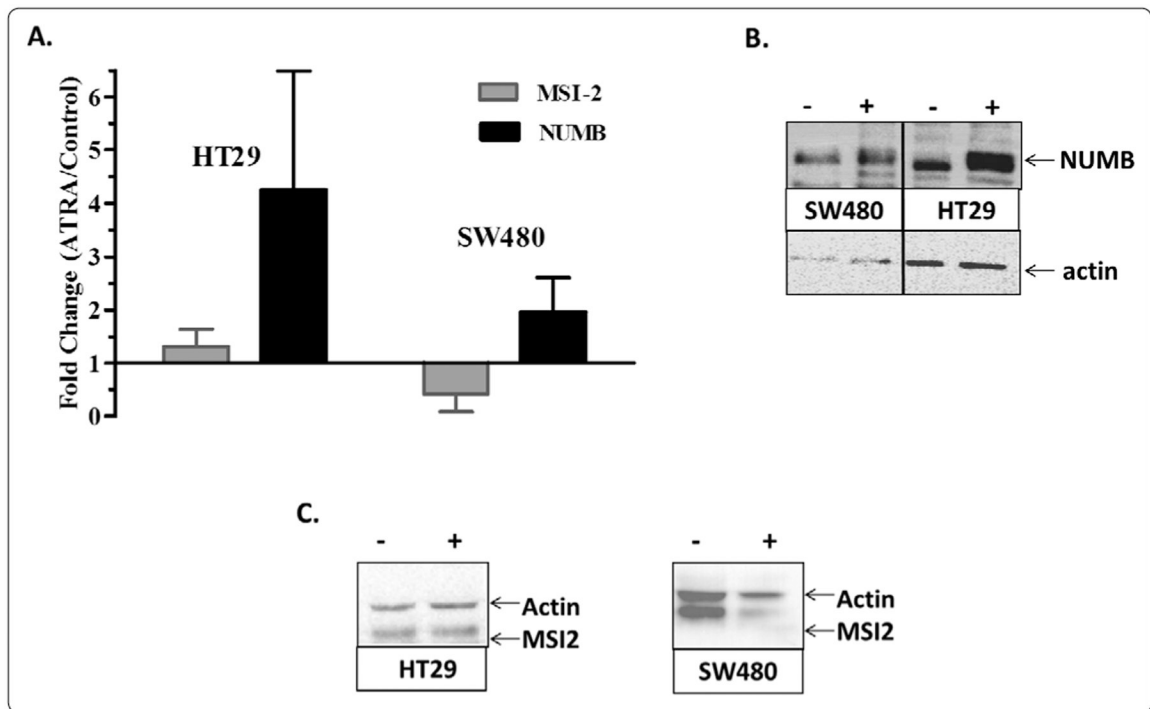 A.
Fold Change (ATRA/Control)
6
5
4
3
2
1
0
HT29
SW480
MSI-2
NUMB
B.
- + - +
NUMB
SW480 HT29
actin
C.
- +
Actin
MSI2
HT29
- +
Actin
MSI2
SW480